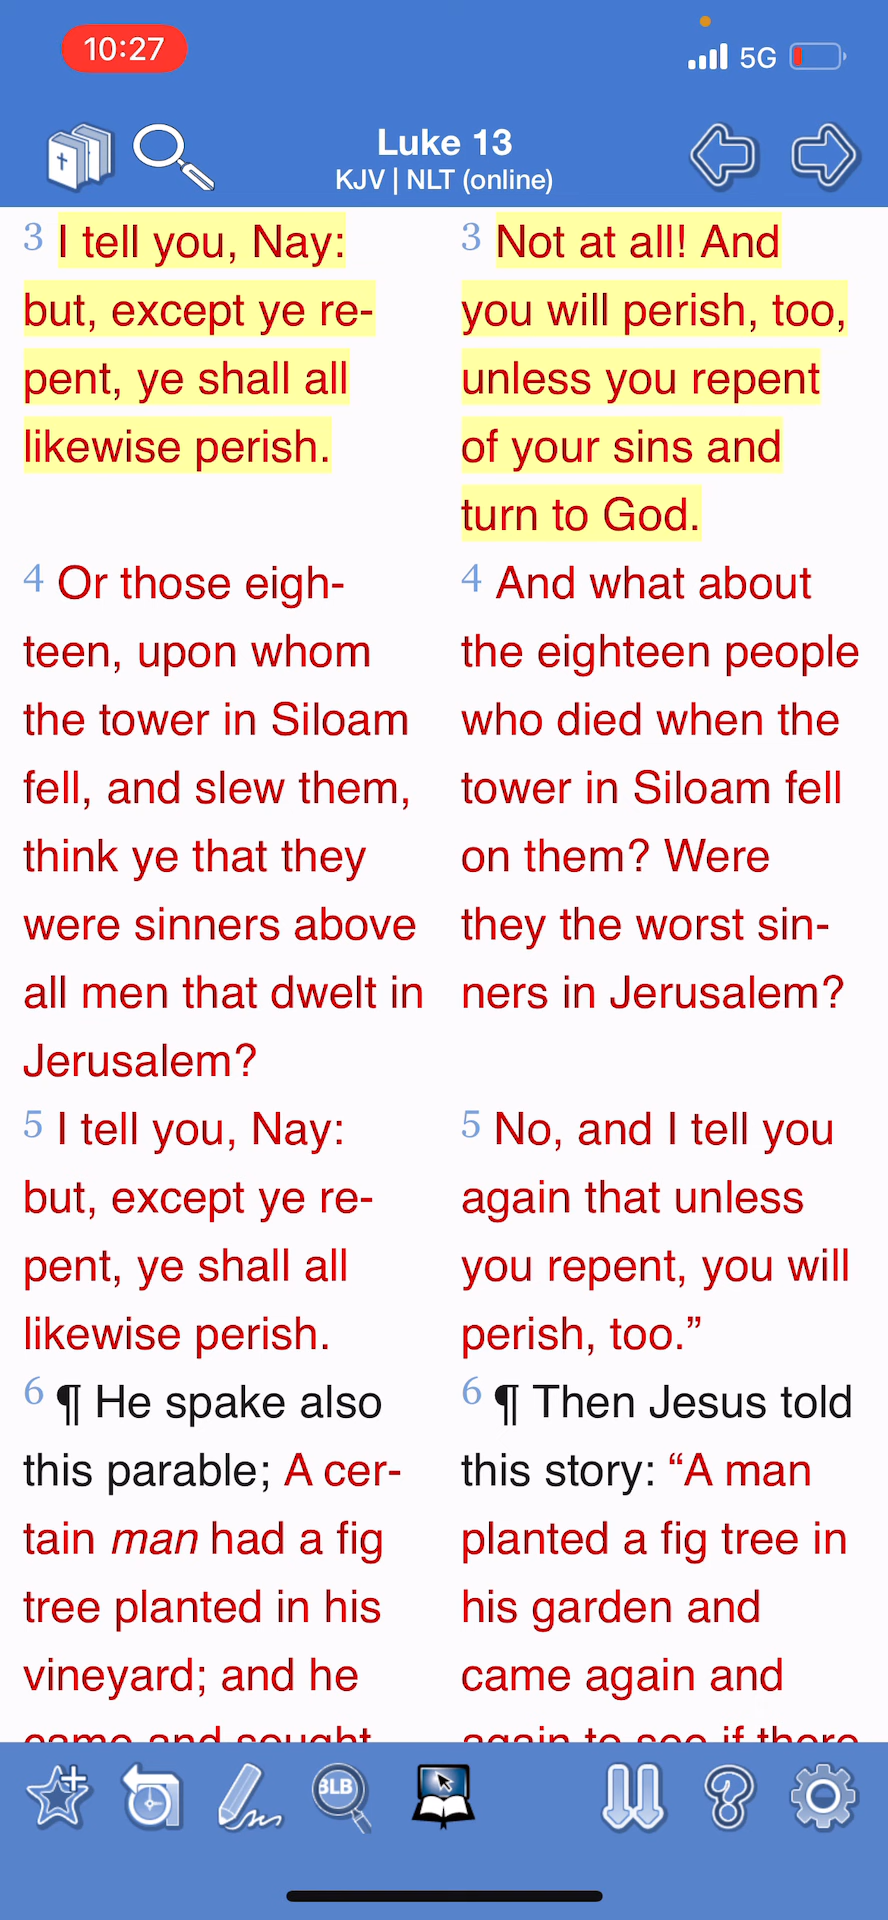 10:27
5G
Luke 13
KJV | NLT (online)
3 I tell you, Nay:
but, except ye re-
pent, ye shall all
likewise perish.
3 Not at all! And
you will perish, too,
unless you repent
of your sins and
turn to God.
4 Or those eigh-
teen, upon whom
the tower in Siloam
fell, and slew them,
think ye that they
were sinners above
all men that dwelt in
Jerusalem?
4 And what about
the eighteen people
who died when the
tower in Siloam fell
on them? Were
they the worst sin-
ners in Jerusalem?
5 I tell you, Nay:
but, except ye re-
pent, ye shall all
likewise perish.
5 No, and I tell you
again that unless
you repent, you will
perish, too.”
6 ¶ He spake also
this parable; A cer-
tain man had a fig
tree planted in his
vineyard; and he
came and sought
6 ¶ Then Jesus told
this story: “A man
planted a fig tree in
his garden and
came again and
again to see if there
BLB